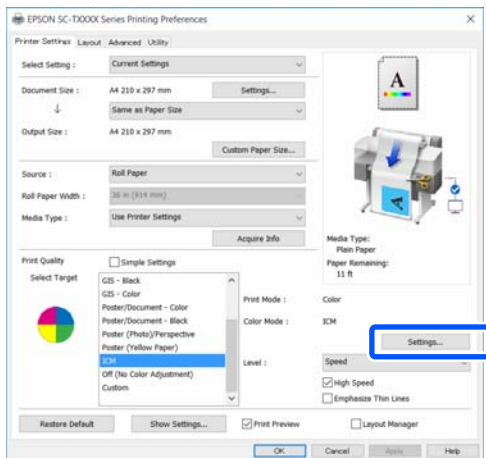 EPSON SC-TXXXX Series Printing Preferences
Printer Settings Layout Advanced Utility
Select Setting : Current Settings
Document Size : A4 210 x 297 mm Settings...
Same as Paper Size
Output Size : A4 210 x 297 mm
Custom Paper Size...
Source : Roll Paper
Roll Paper Width : 36 in (914 mm)
Media Type : Use Printer Settings
Acquire Info
A
Media Type:
Plain Paper
Paper Remaining:
11 ft
Print Quality Simple Settings
Select Target
GIS - Black
GIS - Color
Poster/Document - Color
Poster/Document - Black
Poster (Photo)/Perspective
Poster (Yellow Paper)
ICM
Off (No Color Adjustment)
Custom
Print Mode : Color
Color Mode : ICM
Settings...
Level : Speed
High Speed
Emphasize Thin Lines
Restore Default Show Settings... Print Preview Layout Manager
OK Cancel Apply Help